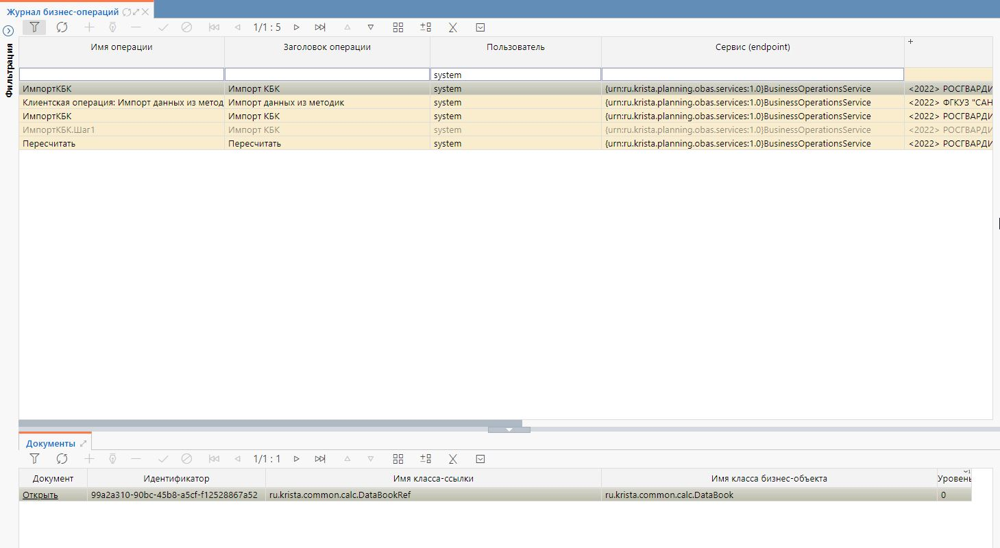 Журнал бизнес-операций
1/1 : 5
Фильтрация
Имя операции Заголовок операции Пользователь Сервис (endpoint) +
system
ИмпортКБК Импорт КБК system {urn:ru.krista.planning.obas.services:1.0}BusinessOperationsService <2022> РОСГВАРДИ
Клиентская операция: Импорт данных из метод Импорт данных из методик system {urn:ru.krista.planning.obas.services:1.0}BusinessOperationsService <2022> ФГКУЗ "САН
ИмпортКБК Импорт КБК system {urn:ru.krista.planning.obas.services:1.0}BusinessOperationsService <2022> РОСГВАРДИ
ИмпортКБК.Шаг1 Импорт КБК system {urn:ru.krista.planning.obas.services:1.0}BusinessOperationsService <2022> РОСГВАРДИ
Пересчитать Пересчитать system {urn:ru.krista.planning.obas.services:1.0}BusinessOperationsService <2022> РОСГВАРДИ
Документы
1/1 : 1
Документ Идентификатор Имя класса-ссылки Имя класса бизнес-объекта Уровень 1
Открыть 99a2a310-90bc-45b8-a5cf-f12528867a52 ru.krista.common.calc.DataBookRef ru.krista.common.calc.DataBook 0